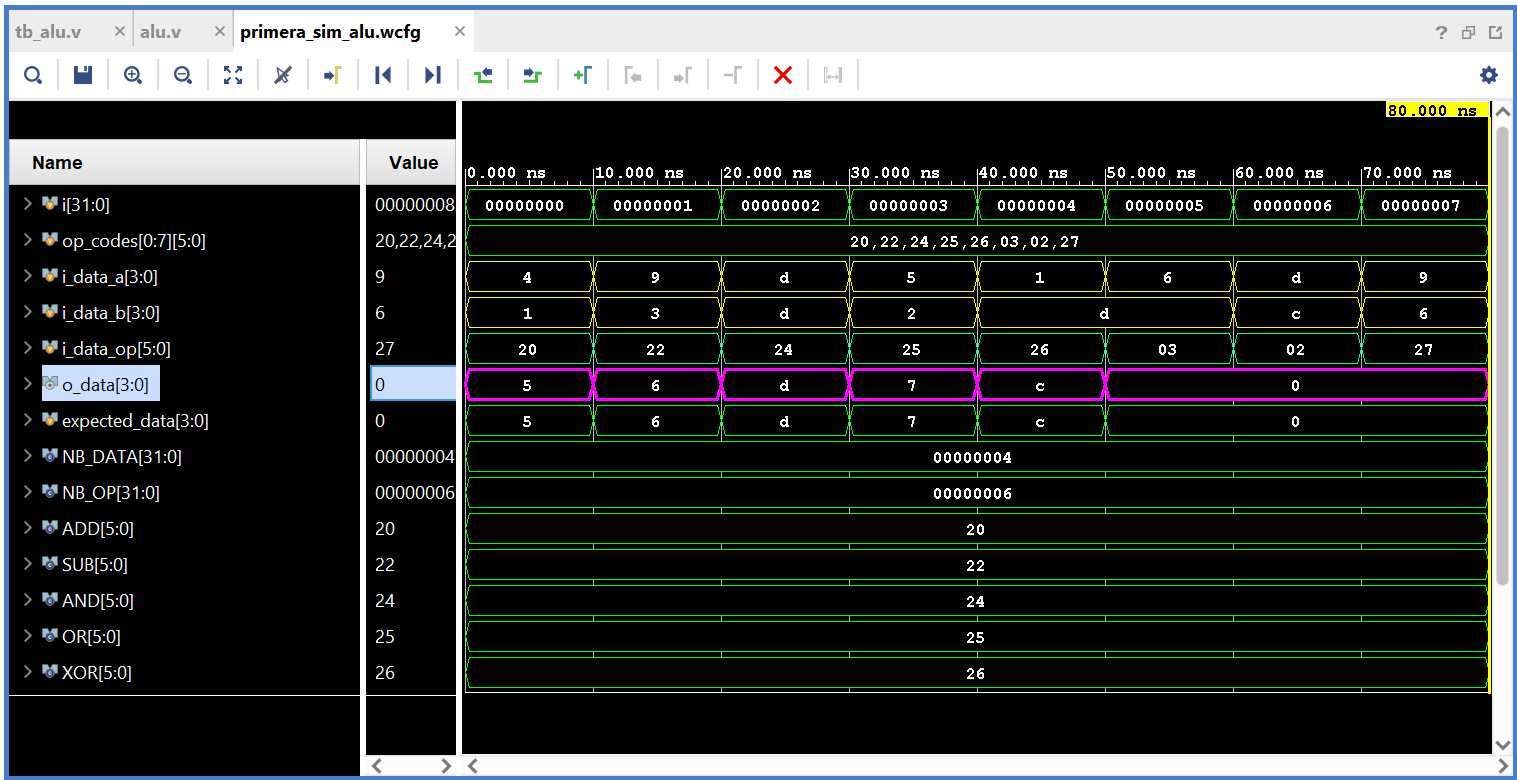 tb_alu.v × alu.v × primera_sim_alu.wcfg × ?
80.000 ns
Name Value 0.000 ns 10.000 ns 20.000 ns 30.000 ns 40.000 ns 50.000 ns 60.000 ns 70.000 ns
i[31:0] 00000008 00000000 00000001 00000002 00000003 00000004 00000005 00000006 00000007
op_codes[0:7][5:0] 20,22,24,2 20,22,24,25,26,03,02,27
i_data_a[3:0] 9 4 9 d 5 1 6 d 9
i_data_b[3:0] 6 1 3 d 2 d c 6
i_data_op[5:0] 27 20 22 24 25 26 03 02 27
o_data[3:0] 0 5 6 d 7 c 0
expected_data[3:0] 0 5 6 d 7 c 0
NB_DATA[31:0] 00000004 00000004
NB_OP[31:0] 00000006 00000006
ADD[5:0] 20 20
SUB[5:0] 22 22
AND[5:0] 24 24
OR[5:0] 25 25
XOR[5:0] 26 26